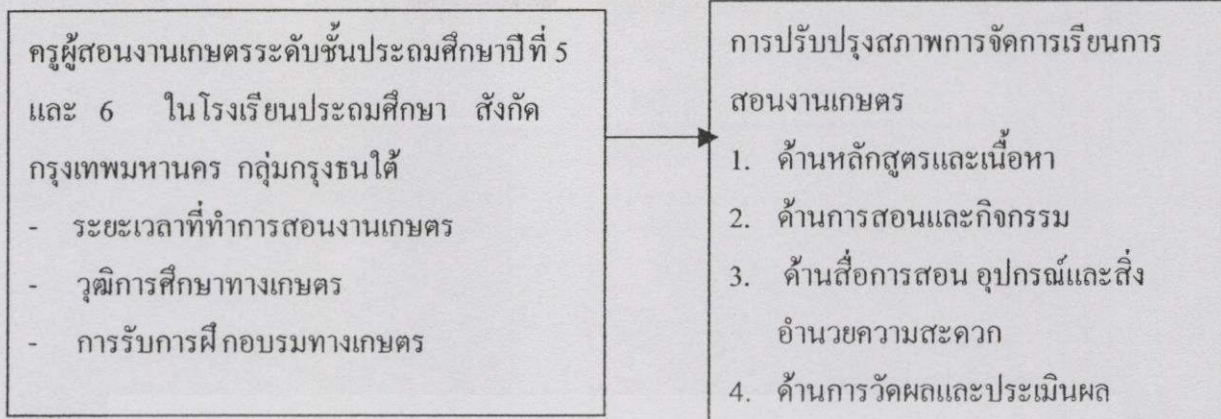 ครูผู้สอนงานเกษตรระดับชั้นประถมศึกษาปีที่ 5
และ 6 ในโรงเรียนประถมศึกษา สังกัด
กรุงเทพมหานคร กลุ่มกรุงธนใต้
- ระยะเวลาที่ทำการสอนงานเกษตร
- วุฒิการศึกษาทางเกษตร
- การรับการฝึกอบรมทางเกษตร
การปรับปรุงสภาพการจัดการเรียนการ
สอนงานเกษตร
1. ด้านหลักสูตรและเนื้อหา
2. ด้านการสอนและกิจกรรม
3. ด้านสื่อการสอน อุปกรณ์และสิ่ง
อำนวยความสะดวก
4. ด้านการวัดผลและประเมินผล